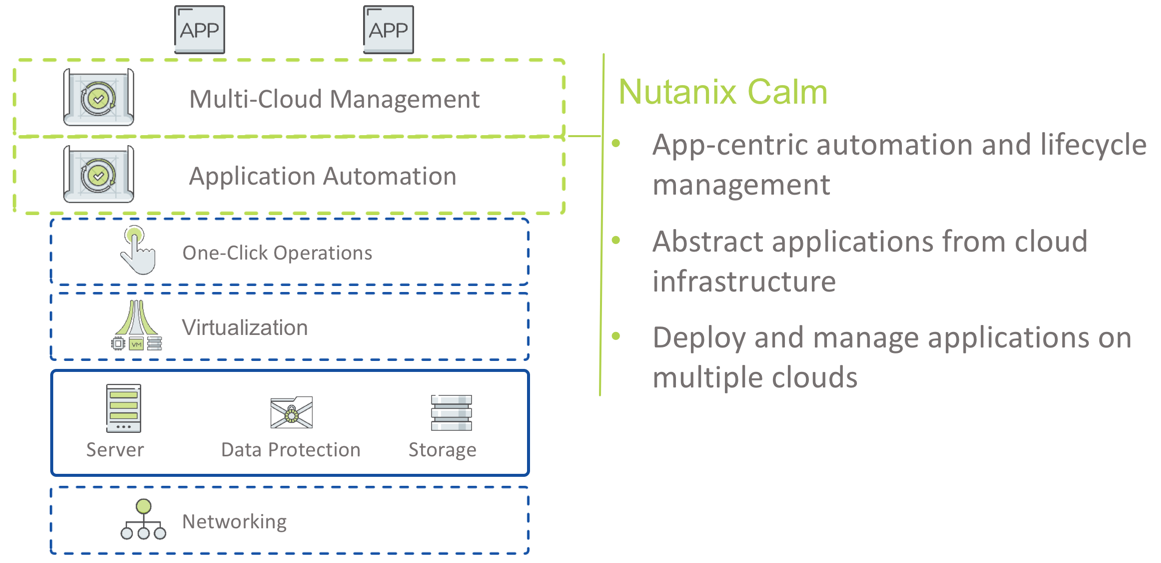 APP
APP
Multi-Cloud Management
Application Automation
One-Click Operations
Virtualization
VM
Server
Data Protection
Storage
Networking
Nutanix Calm
• App-centric automation and lifecycle
management
• Abstract applications from cloud
infrastructure
• Deploy and manage applications on
multiple clouds